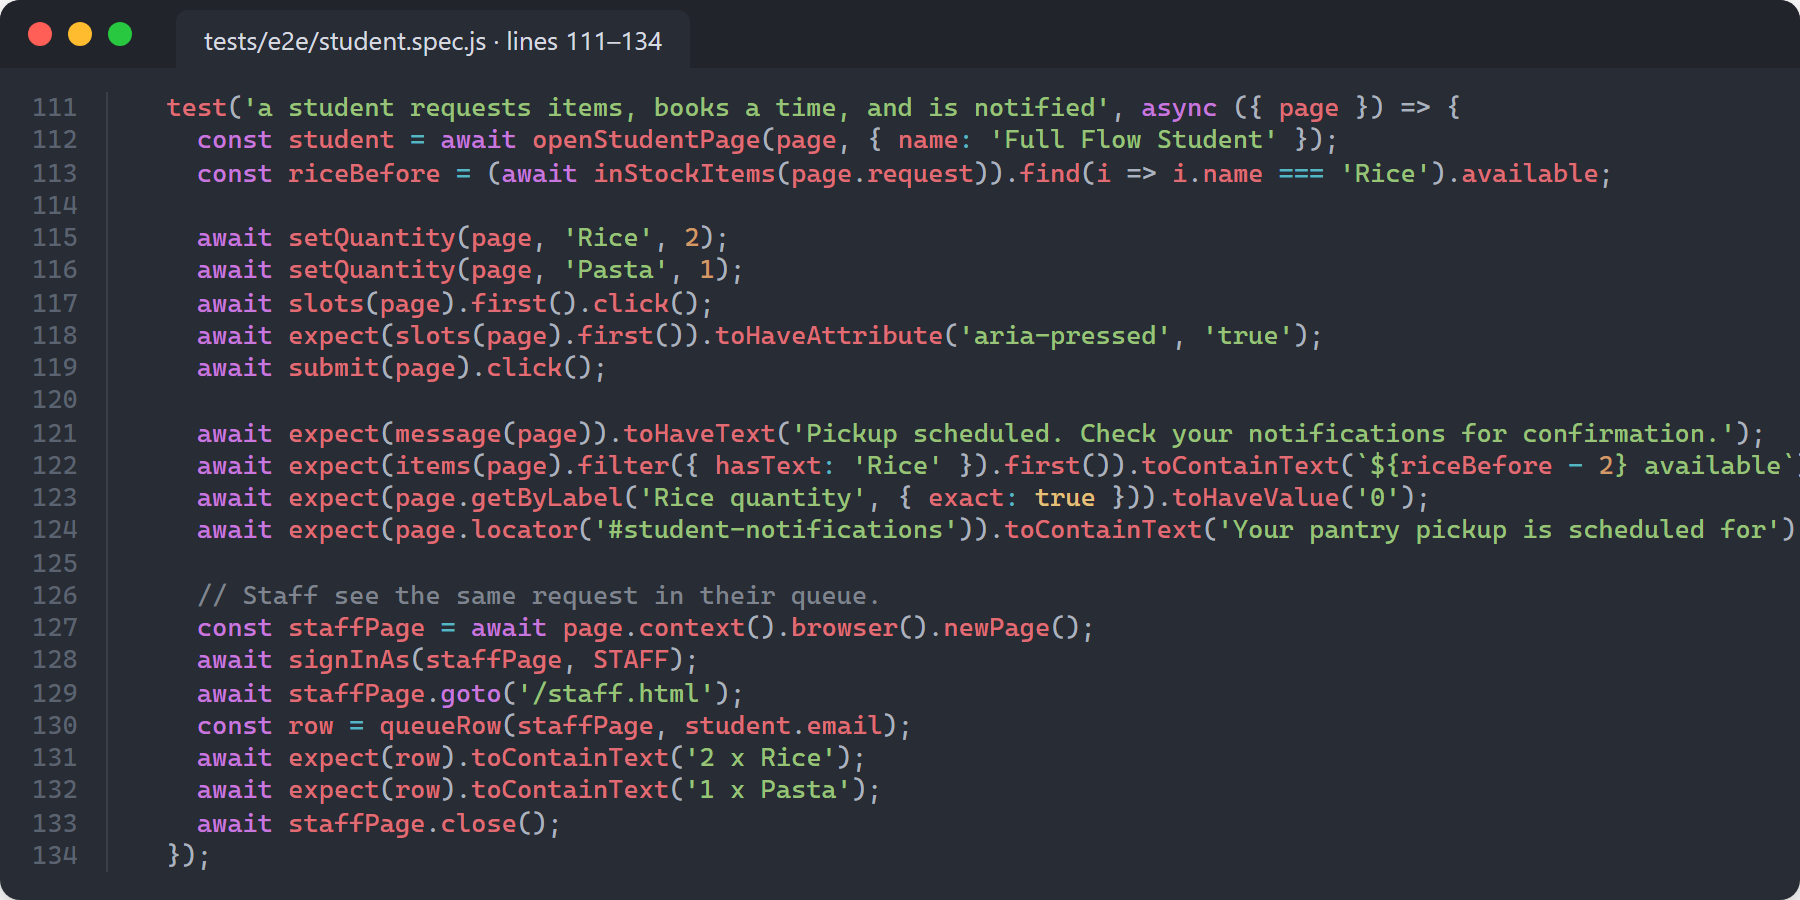 tests/e2e/student.spec.js · lines 111–134
111 test('a student requests items, books a time, and is notified', async ({ page }) => {
112 const student = await openStudentPage(page, { name: 'Full Flow Student' });
113 const riceBefore = (await inStockItems(page.request)).find(i => i.name === 'Rice').available;
114
115 await setQuantity(page, 'Rice', 2);
116 await setQuantity(page, 'Pasta', 1);
117 await slots(page).first().click();
118 await expect(slots(page).first()).toHaveAttribute('aria-pressed', 'true');
119 await submit(page).click();
120
121 await expect(message(page)).toHaveText('Pickup scheduled. Check your notifications for confirmation.');
122 await expect(items(page).filter({ hasText: 'Rice' }).first()).toContainText(`${riceBefore - 2} available`)
123 await expect(page.getByLabel('Rice quantity', { exact: true })).toHaveValue('0');
124 await expect(page.locator('#student-notifications')).toContainText('Your pantry pickup is scheduled for')
125
126 // Staff see the same request in their queue.
127 const staffPage = await page.context().browser().newPage();
128 await signInAs(staffPage, STAFF);
129 await staffPage.goto('/staff.html');
130 const row = queueRow(staffPage, student.email);
131 await expect(row).toContainText('2 x Rice');
132 await expect(row).toContainText('1 x Pasta');
133 await staffPage.close();
134 });